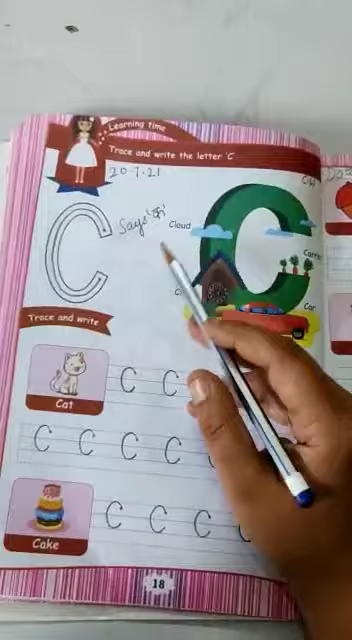 Learning time
Trace and write the letter 'C'
20-7-21
C
Says 'क'
Cloud
Car
Trace and write
Cat
C C
C C C C
Cake
C C C C
18